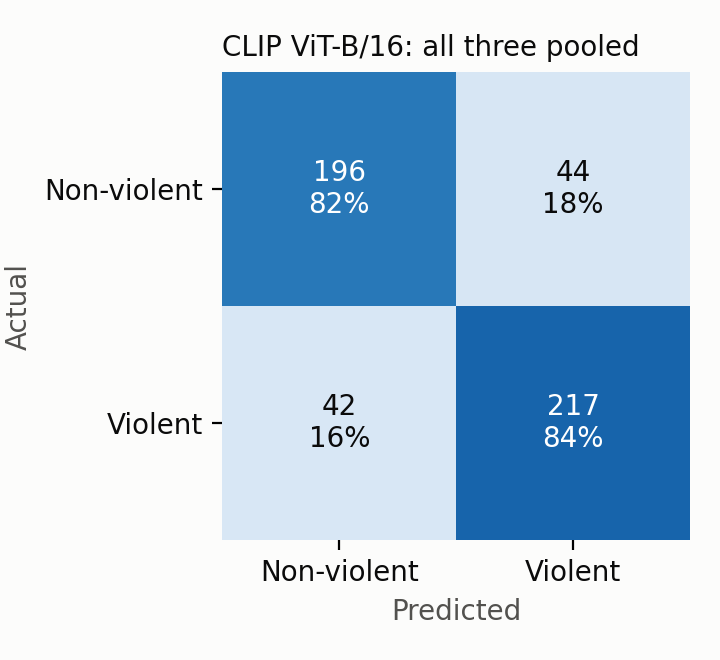 CLIP ViT-B/16: all three pooled
Actual
Non-violent
196
82%
44
18%
Violent
42
16%
217
84%
Non-violent
Violent
Predicted